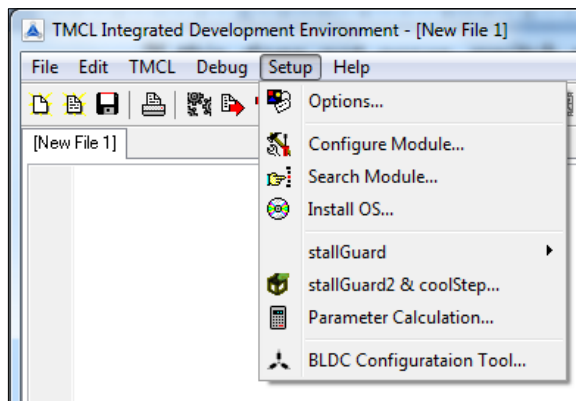 TMCL Integrated Development Environment - [New File 1]
File Edit TMCL Debug Setup Help
[New File 1]
Options...
Configure Module...
Search Module...
Install OS...
stallGuard
stallGuard2 & coolStep...
Parameter Calculation...
BLDC Configurataion Tool...